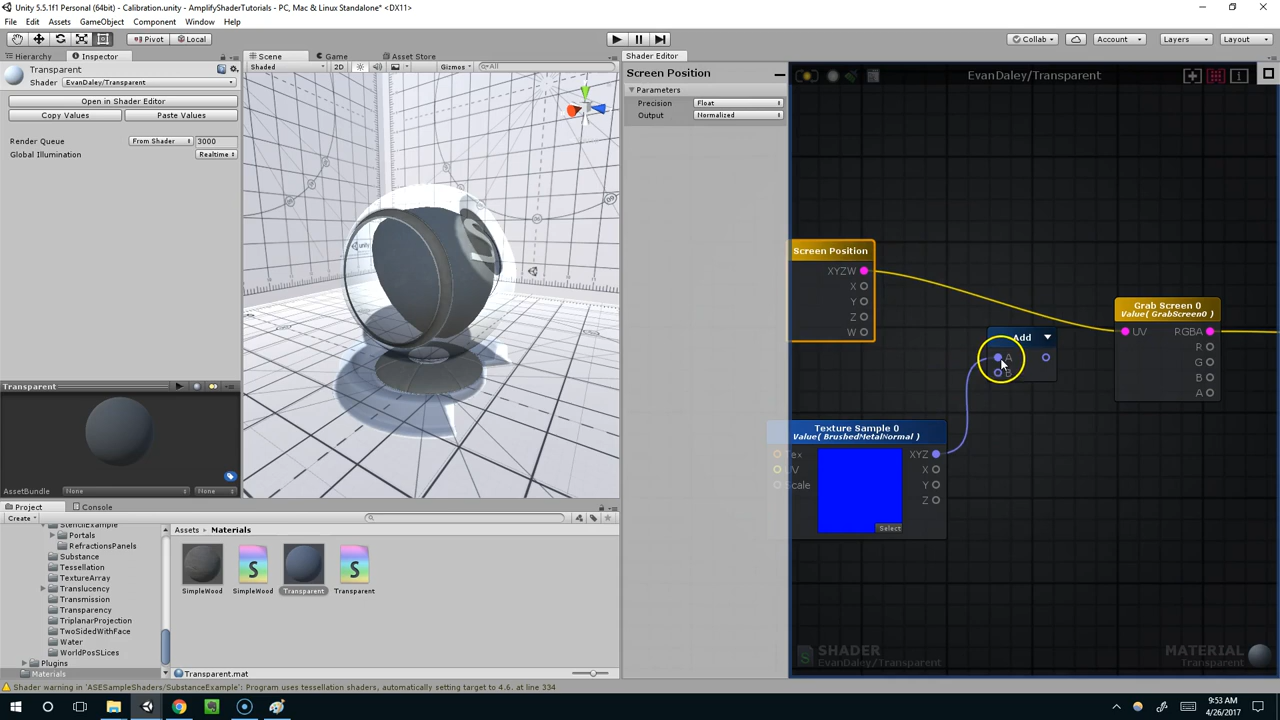 Unity 5.5.1f1 Personal (64bit) - Calibration.unity - AmplifyShaderTutorials - PC, Mac & Linux Standalone* <DX11>
File Edit Assets GameObject Component Window Help
Pivot Local Collab Account Layers Layout
Hierarchy Inspector Scene Game Asset Store Shader Editor
Transparent
Shader EvanDaley/Transparent
Open in Shader Editor
Copy Values Paste Values
Render Queue From Shader 3000
Global Illumination Realtime
Shaded 2D Gizmos All
Screen Position
Parameters
Precision Float
Output Normalized
EvanDaley/Transparent
Screen Position
XYZW
X
Y
Z
W
Add
A
B
Grab Screen 0
Value( GrabScreen0 )
UV RGBA
R
G
B
A
Texture Sample 0
Value( BrushedMetalNormal )
Tex XYZ
UV X
Scale Y
Z
Select
SHADER
EvanDaley/Transparent
MATERIAL
Transparent
Transparent
AssetBundle None None
Project Console
Create
StencilExample
Portals
RefractionsPanels
Substance
Tessellation
TextureArray
Translucency
Transmission
Transparency
TriplanarProjection
TwoSidedWithFace
Water
WorldPosSLices
Plugins
Materials
Assets Materials
SimpleWood SimpleWood Transparent Transparent
Transparent.mat
Shader warning in 'ASESampleShaders/SubstanceExample': Program uses tessellation shaders, automatically setting target to 4.6. at line 334
9:53 AM
4/26/2017